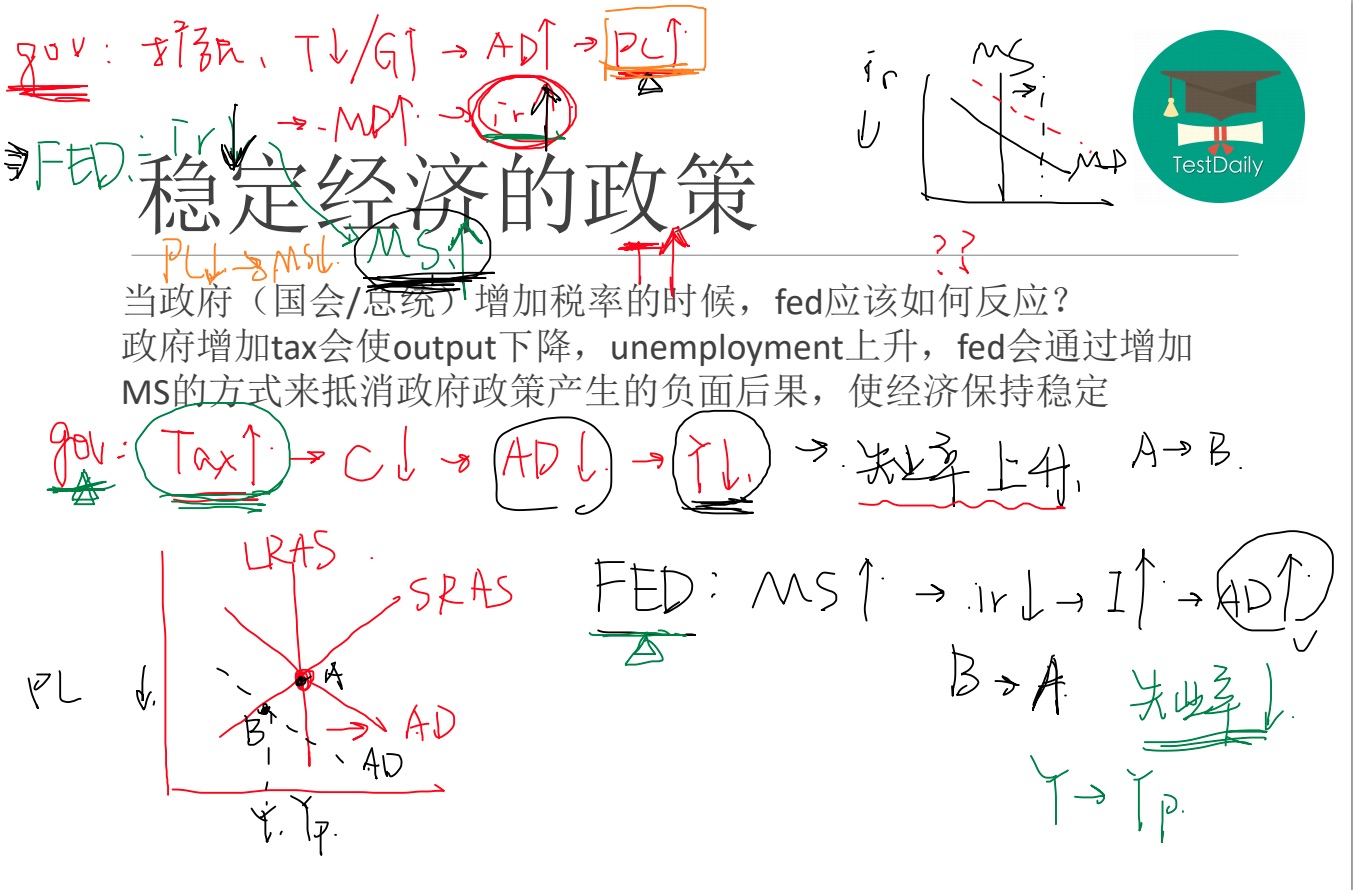 gov: 扩张、T↓/G↑ → AD↑ → PL↑
→ MD↑ → ir↑
⇒ FED: ir↓
ir↓
MS
MD
TestDaily
稳定经济的政策
PL↓ → MS↓.
MS↑
T↑
??
当政府（国会/总统）增加税率的时候，fed应该如何反应？
政府增加tax会使output下降，unemployment上升，fed会通过增加
MS的方式来抵消政府政策产生的负面后果，使经济保持稳定
gov: Tax↑ → C↓ → AD↓ → Y↓. → 失业率上升, A→B.
LRAS
SRAS
FED: MS↑ → ir↓ → I↑ → AD↑
PL ↓
A
B
→ AD
AD
Y. Yp.
B → A
失业率↓.
Y → Yp.